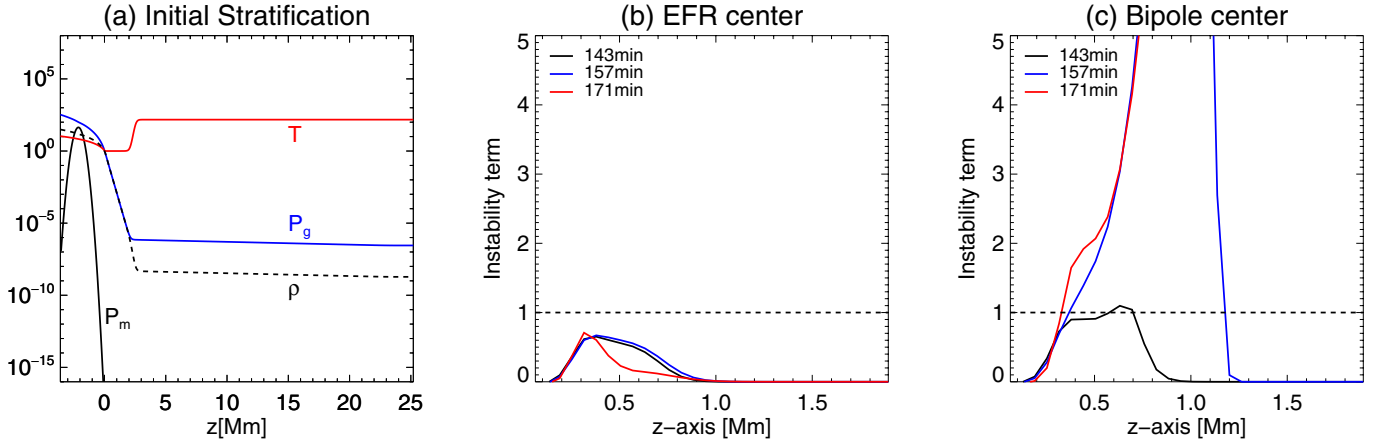 (a) Initial Stratification
10^5
10^0
10^-5
10^-10
10^-15
T
P_g
ρ
P_m
0 5 10 15 20 25
z[Mm]
(b) EFR center
143min
157min
171min
Instability term
5
4
3
2
1
0
0.5 1.0 1.5
z-axis [Mm]
(c) Bipole center
143min
157min
171min
Instability term
5
4
3
2
1
0
0.5 1.0 1.5
z-axis [Mm]